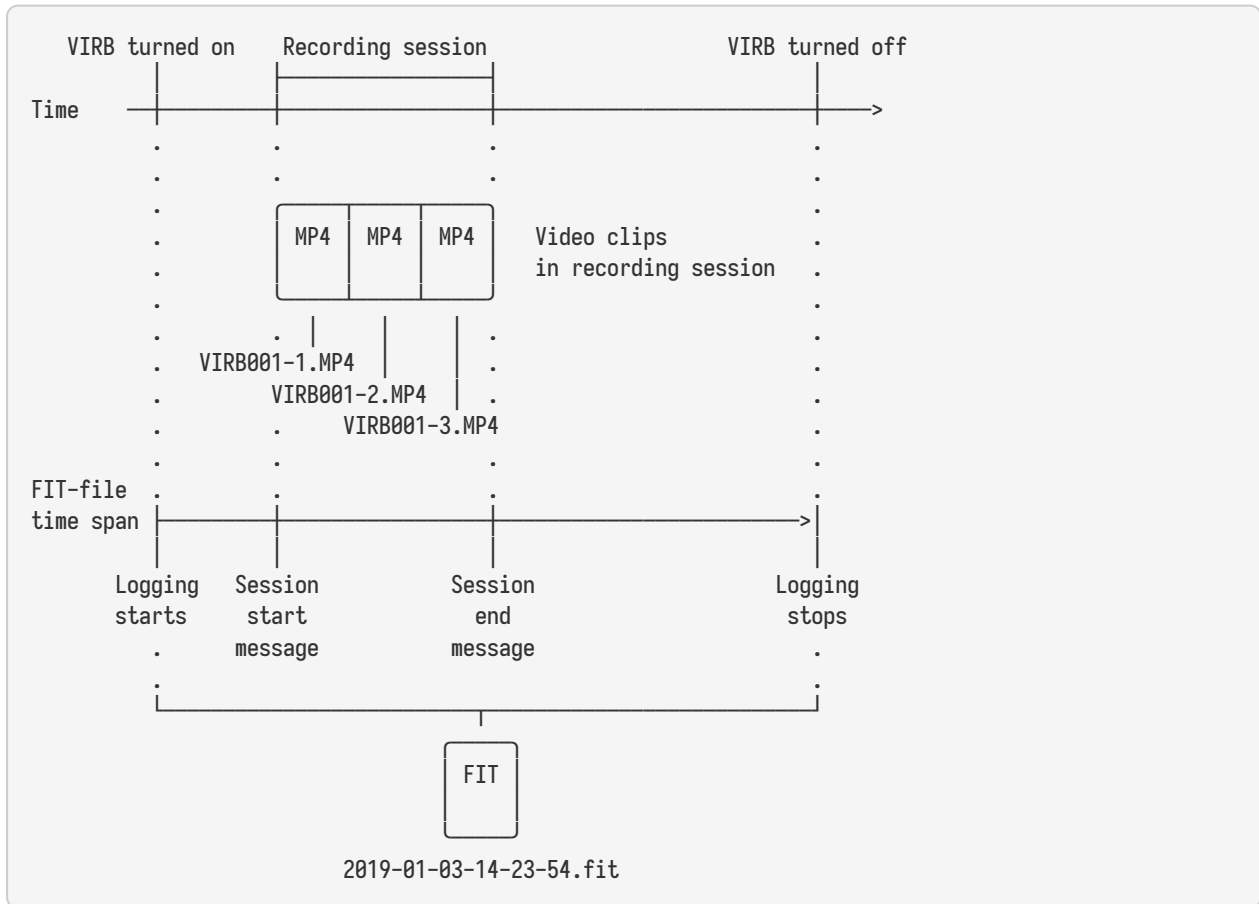 VIRB turned on Recording session VIRB turned off
Time
MP4 MP4 MP4 Video clips
in recording session
VIRB001-1.MP4
VIRB001-2.MP4
VIRB001-3.MP4
FIT-file
time span
Logging Session Session Logging
starts start end stops
message message
FIT
2019-01-03-14-23-54.fit